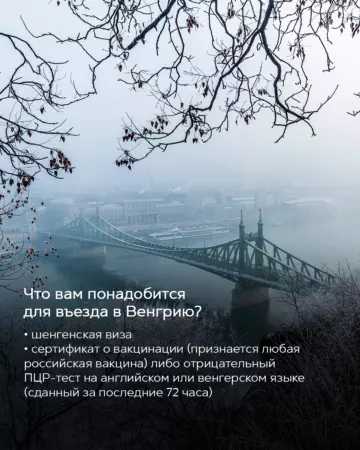 Что вам понадобится
для въезда в Венгрию?
• шенгенская виза
• сертификат о вакцинации (признается любая
российская вакцина) либо отрицательный
ПЦР-тест на английском или венгерском языке
(сданный за последние 72 часа)